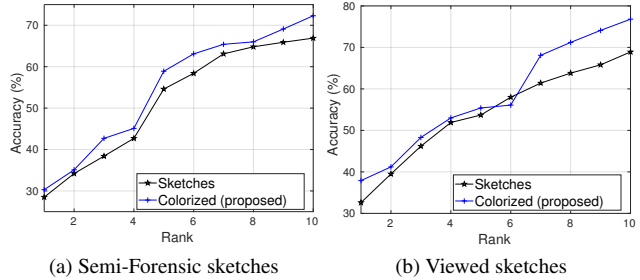 Accuracy (%)
70
60
50
40
30
2 4 6 8 10
Rank
Sketches
Colorized (proposed)
(a) Semi-Forensic sketches
Accuracy (%)
80
70
60
50
40
30
2 4 6 8 10
Rank
Sketches
Colorized (proposed)
(b) Viewed sketches